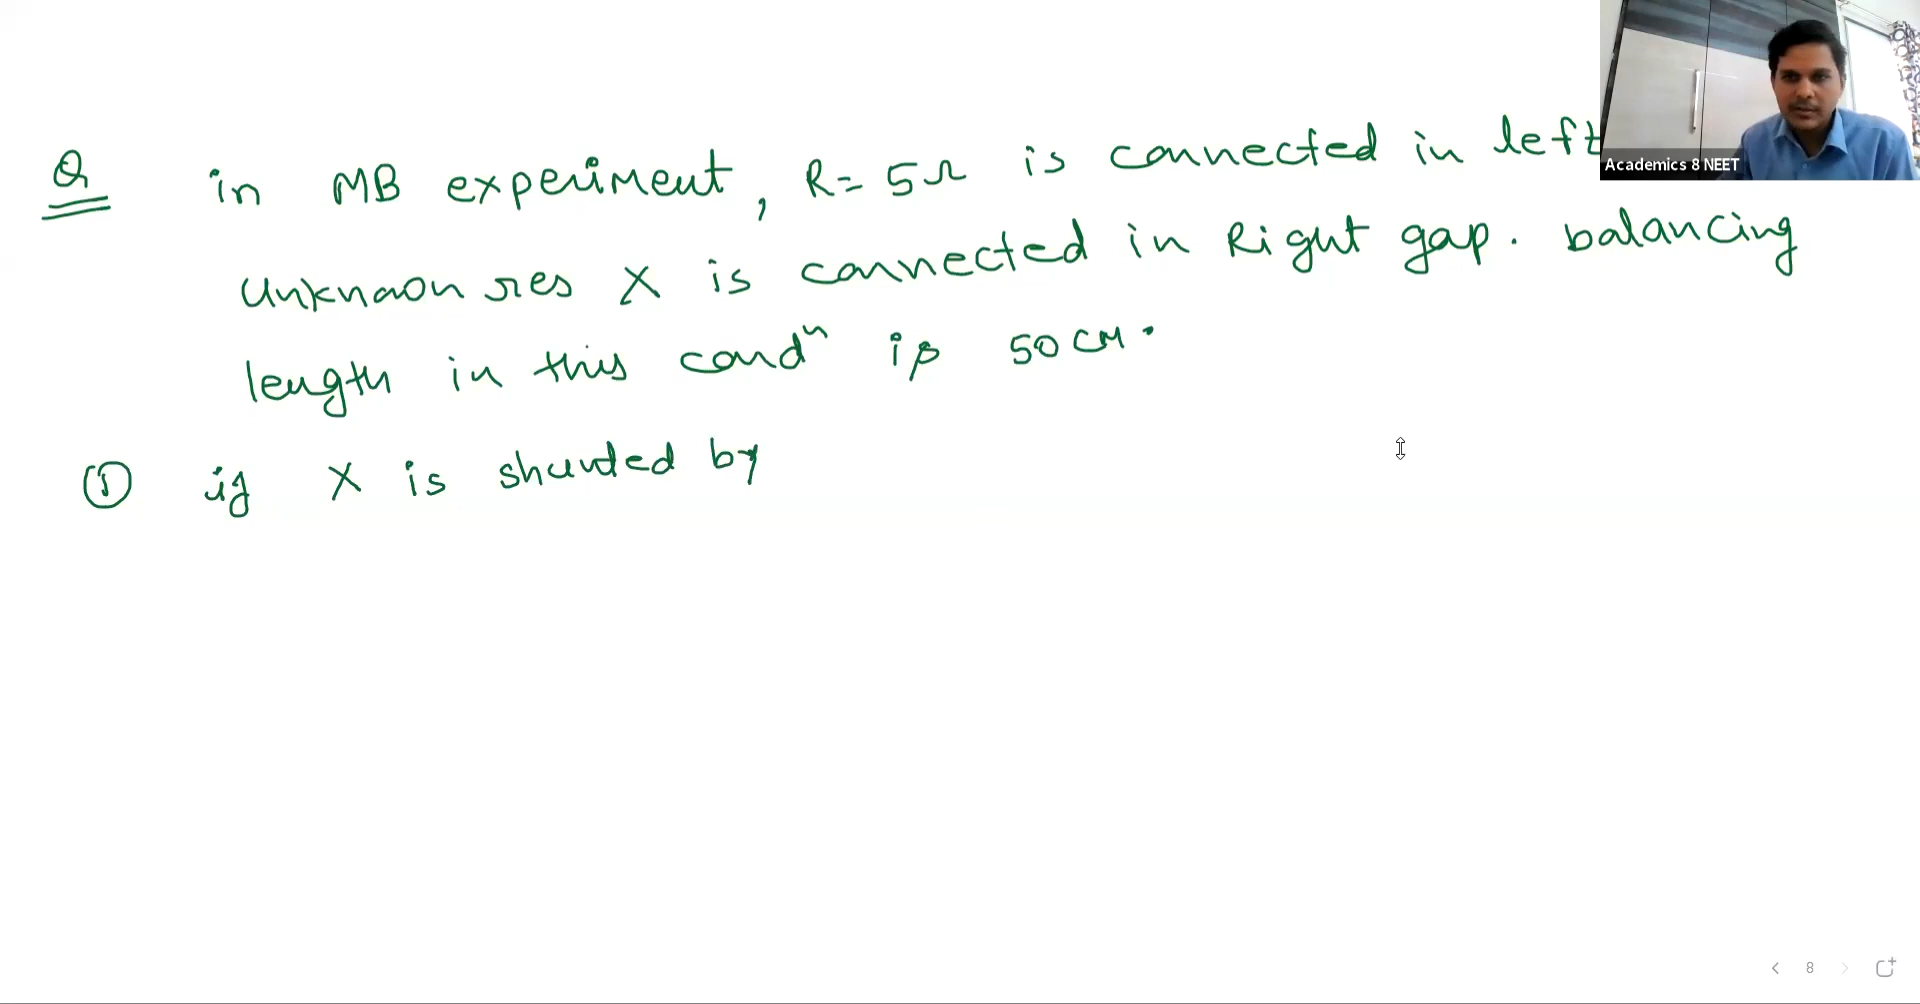 Q in MB experiment, R= 5Ω is connected in left
Academics 8 NEET
Unknown res X is connected in Right gap. balancing
length in this condⁿ is 50 CM.
① if X is shunted by
8